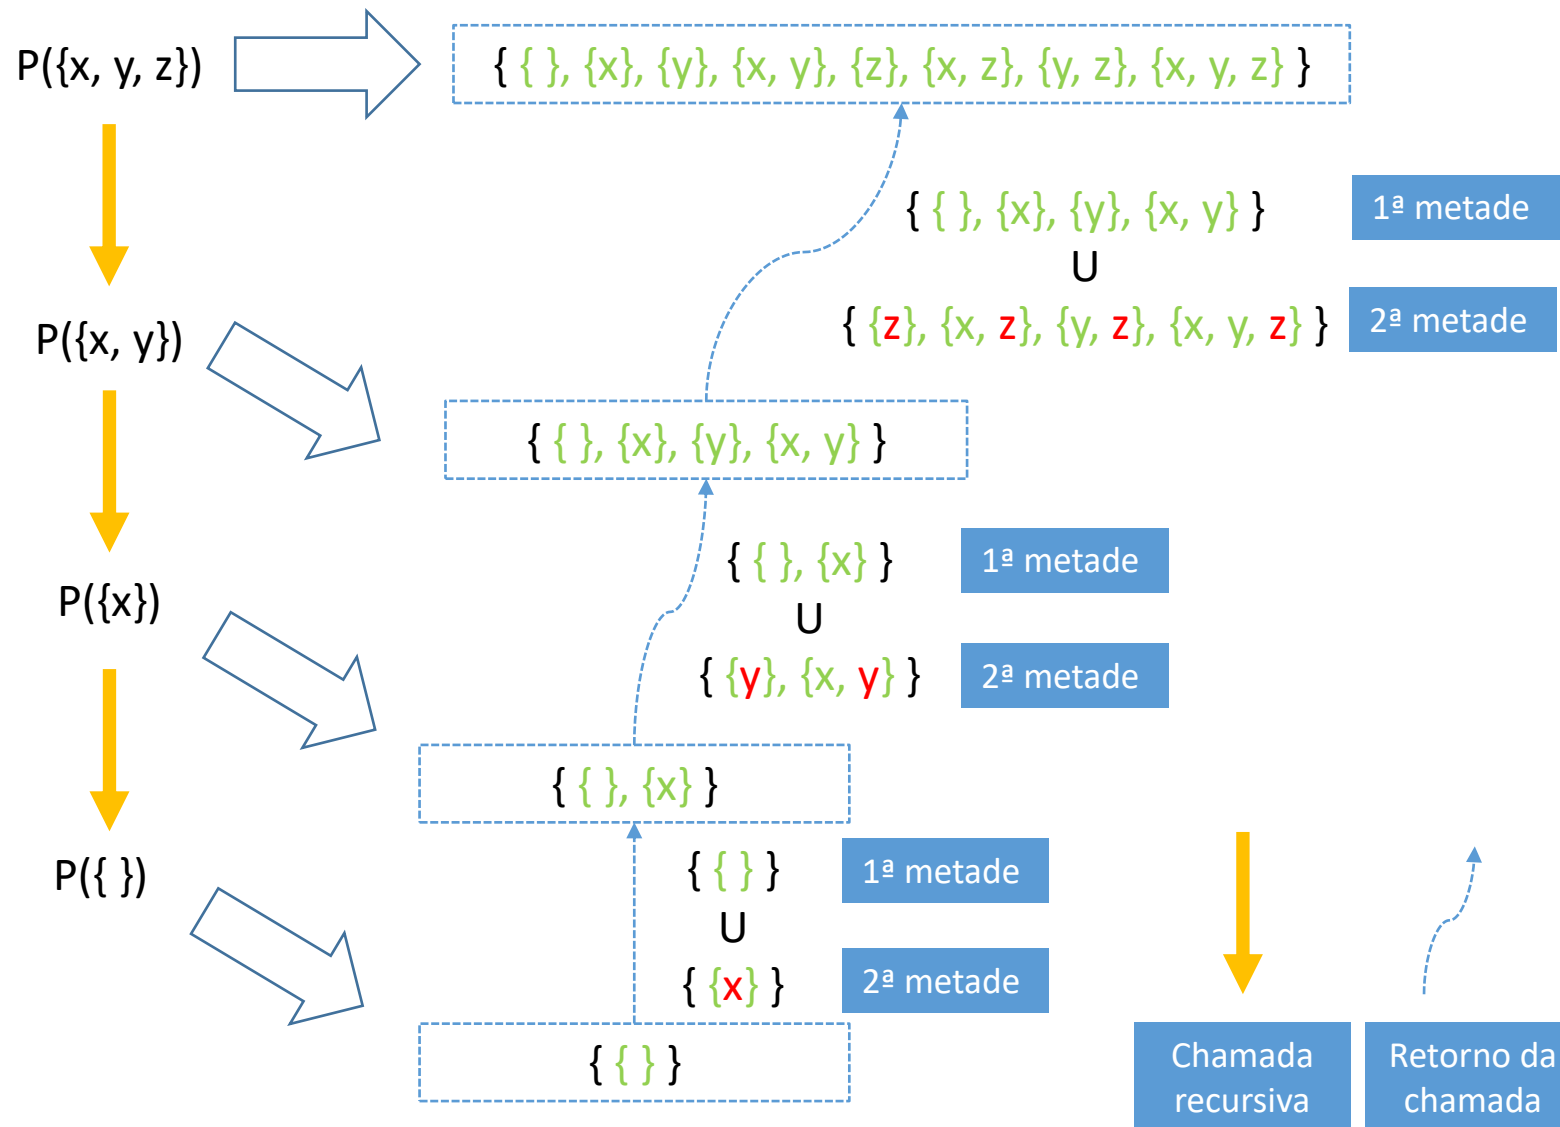 P({x, y, z})
{ { }, {x}, {y}, {x, y}, {z}, {x, z}, {y, z}, {x, y, z} }
{ { }, {x}, {y}, {x, y} }
1ª metade
U
{ {z}, {x, z}, {y, z}, {x, y, z} }
2ª metade
P({x, y})
{ { }, {x}, {y}, {x, y} }
{ { }, {x} }
1ª metade
P({x})
U
{ {y}, {x, y} }
2ª metade
{ { }, {x} }
P({ })
{ { } }
1ª metade
U
{ {x} }
2ª metade
{ { } }
Chamada
recursiva
Retorno da
chamada